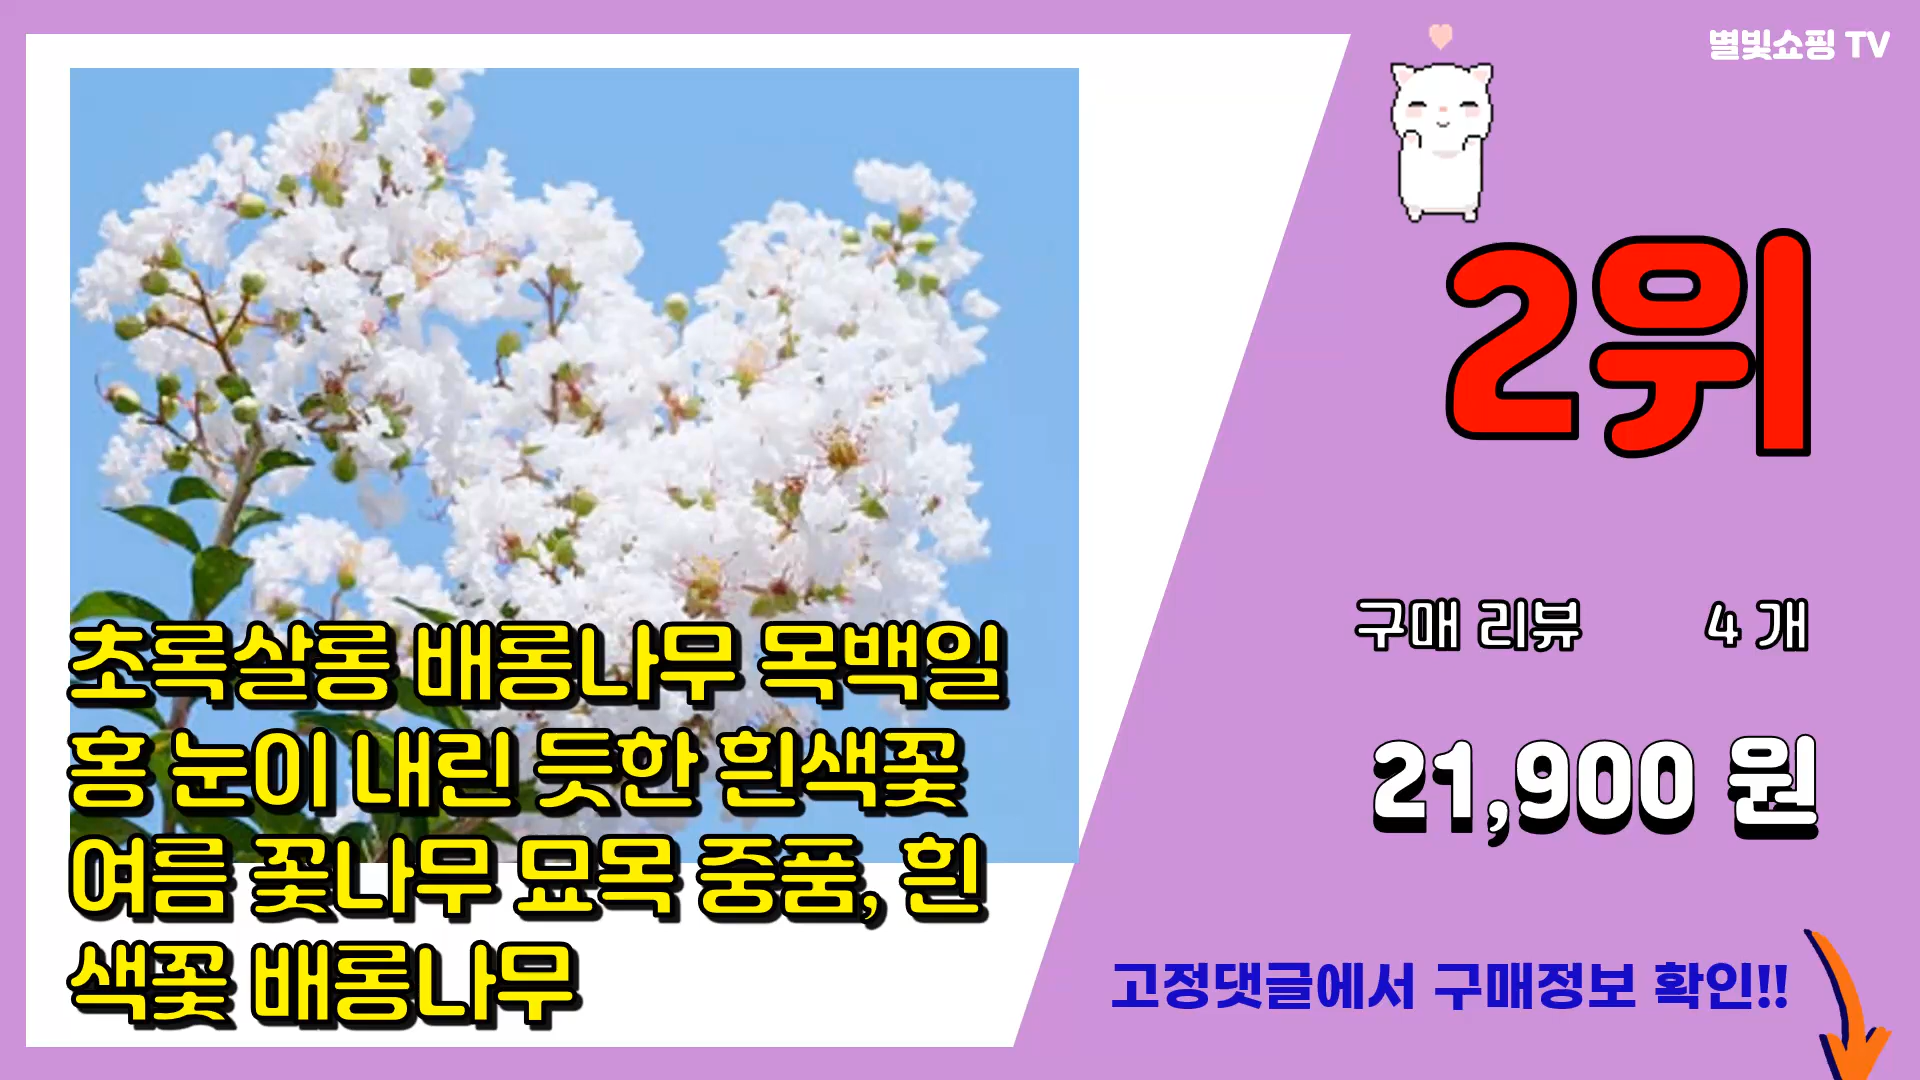 별빛쇼핑 TV
2위
구매 리뷰 4 개
21,900 원
초록살롱 배롱나무 목백일
홍 눈이 내린 듯한 흰색꽃
여름 꽃나무 묘목 중품, 흰
색꽃 배롱나무
고정댓글에서 구매정보 확인!!